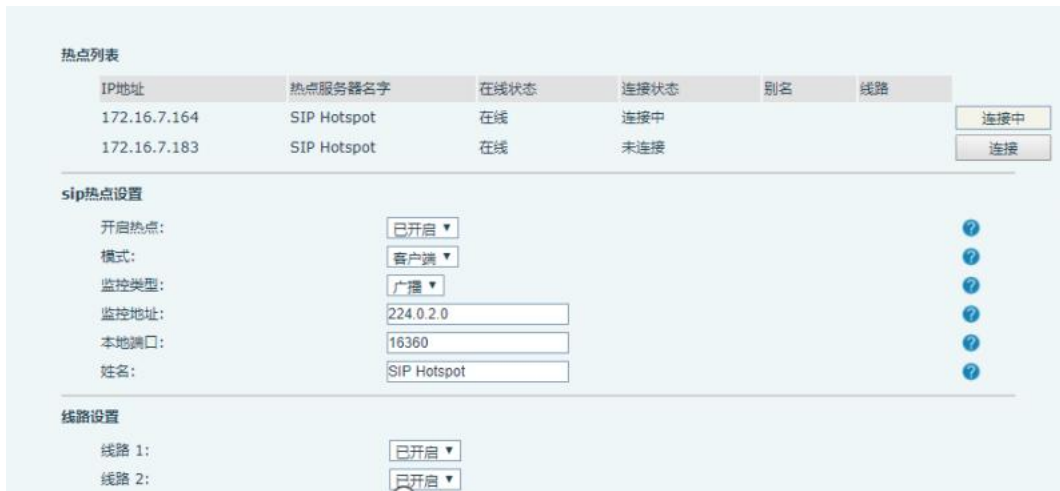 热点列表
IP地址 热点服务器名字 在线状态 连接状态 别名 线路
172.16.7.164 SIP Hotspot 在线 连接中 连接中
172.16.7.183 SIP Hotspot 在线 未连接 连接
sip热点设置
开启热点: 已开启
模式: 客户端
监控类型: 广播
监控地址: 224.0.2.0
本地端口: 16360
姓名: SIP Hotspot
线路设置
线路 1: 已开启
线路 2: 已开启